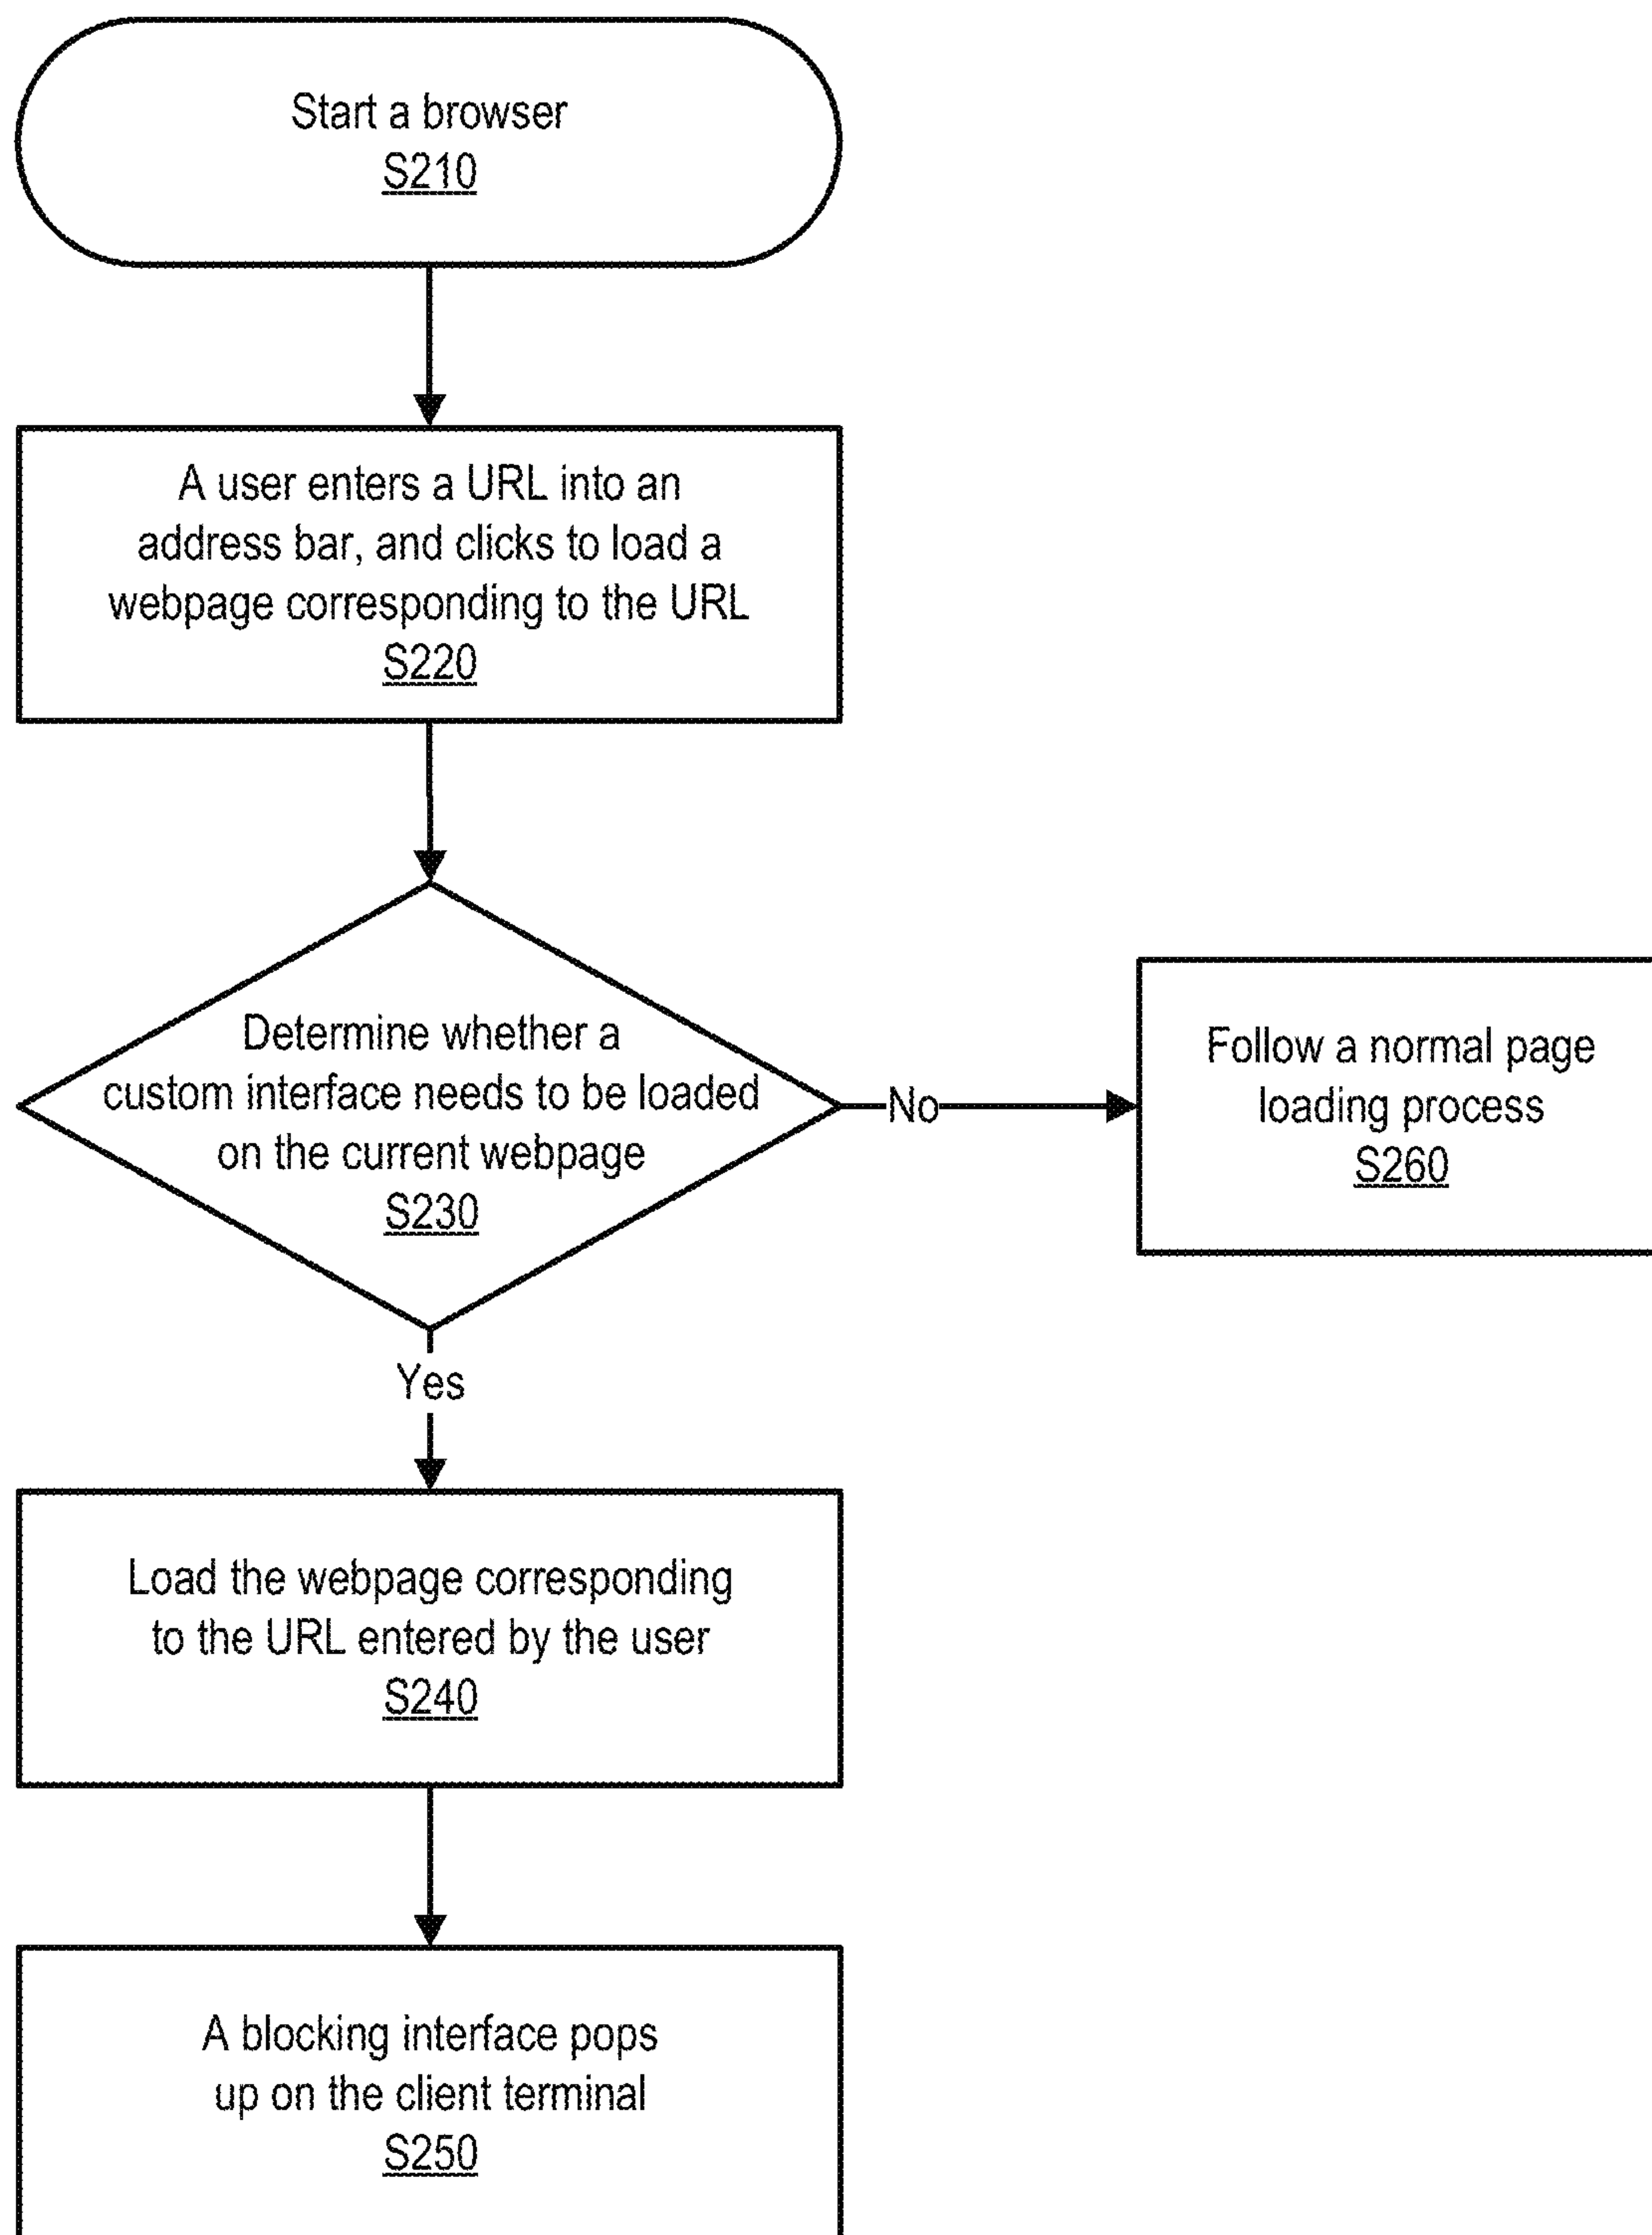 Start a browser
S210
A user enters a URL into an
address bar, and clicks to load a
webpage corresponding to the URL
S220
Determine whether a
custom interface needs to be loaded
on the current webpage
S230
No
Follow a normal page
loading process
S260
Yes
Load the webpage corresponding
to the URL entered by the user
S240
A blocking interface pops
up on the client terminal
S250